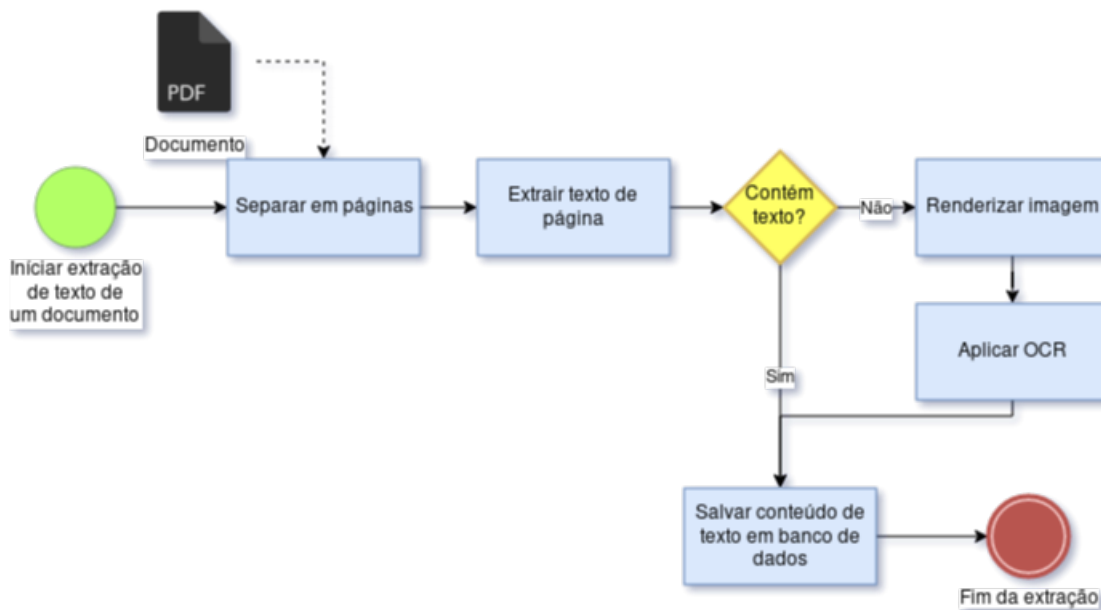 PDF
Documento
Iníciar extração
de texto de
um documento
Separar em páginas
Extrair texto de
página
Contém
texto?
Não
Renderizar imagem
Aplicar OCR
Sim
Salvar conteúdo de
texto em banco de
dados
Fim da extração